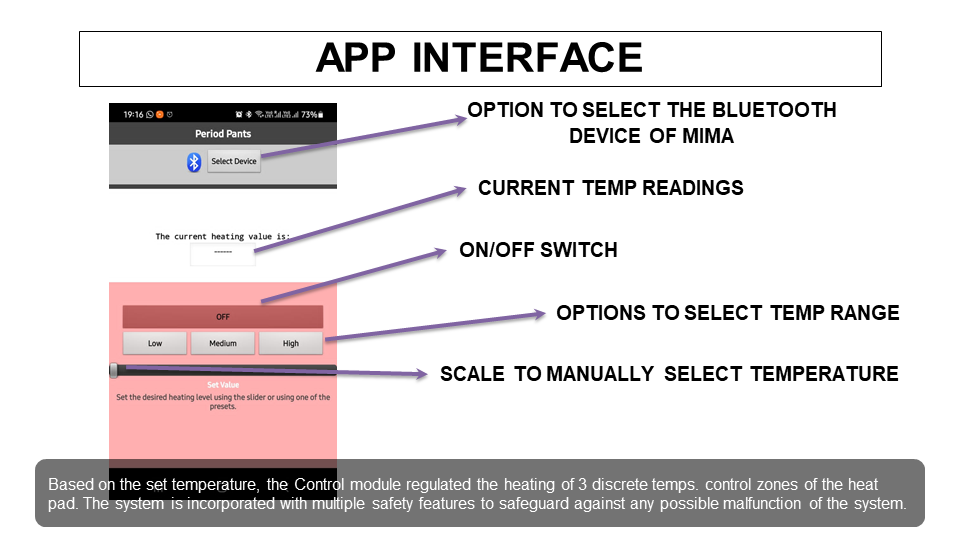 APP INTERFACE
19:16
73%
Period Pants
Select Device
OPTION TO SELECT THE BLUETOOTH
DEVICE OF MIMA
CURRENT TEMP READINGS
The current heating value is:
------
ON/OFF SWITCH
OFF
OPTIONS TO SELECT TEMP RANGE
Low
Medium
High
SCALE TO MANUALLY SELECT TEMPERATURE
Set Value
Set the desired heating level using the slider or using one of the
presets.
Based on the set temperature, the Control module regulated the heating of 3 discrete temps. control zones of the heat
pad. The system is incorporated with multiple safety features to safeguard against any possible malfunction of the system.